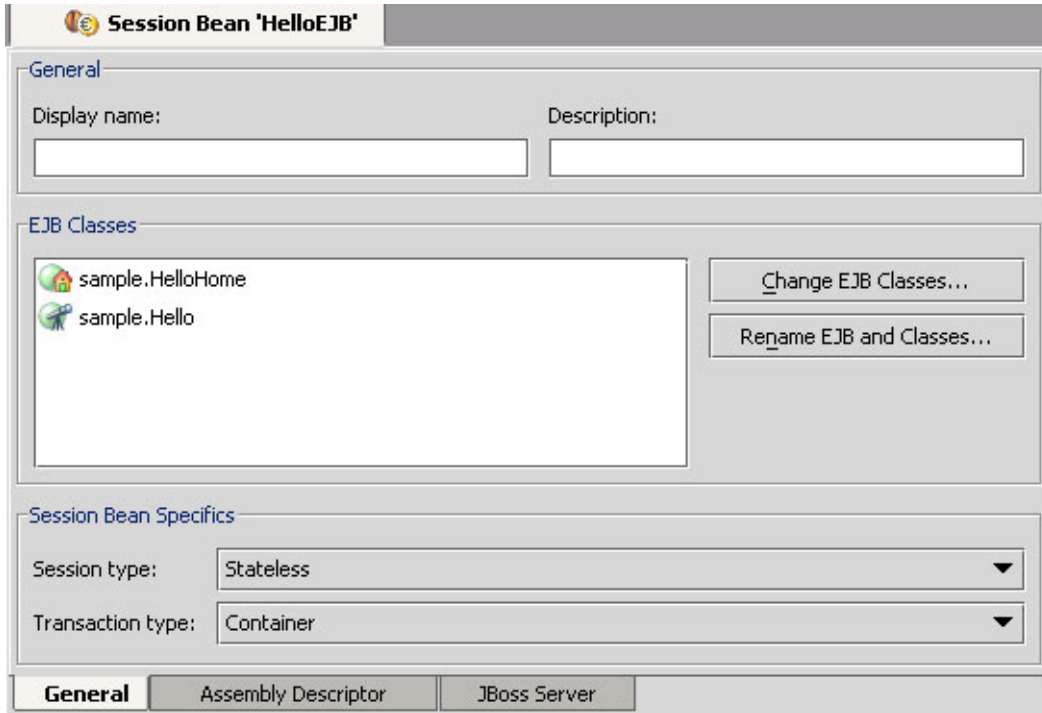 Session Bean 'HelloEJB'
General
Display name: Description:
EJB Classes
sample.HelloHome
sample.Hello
Change EJB Classes...
Rename EJB and Classes...
Session Bean Specifics
Session type: Stateless
Transaction type: Container
General Assembly Descriptor JBoss Server